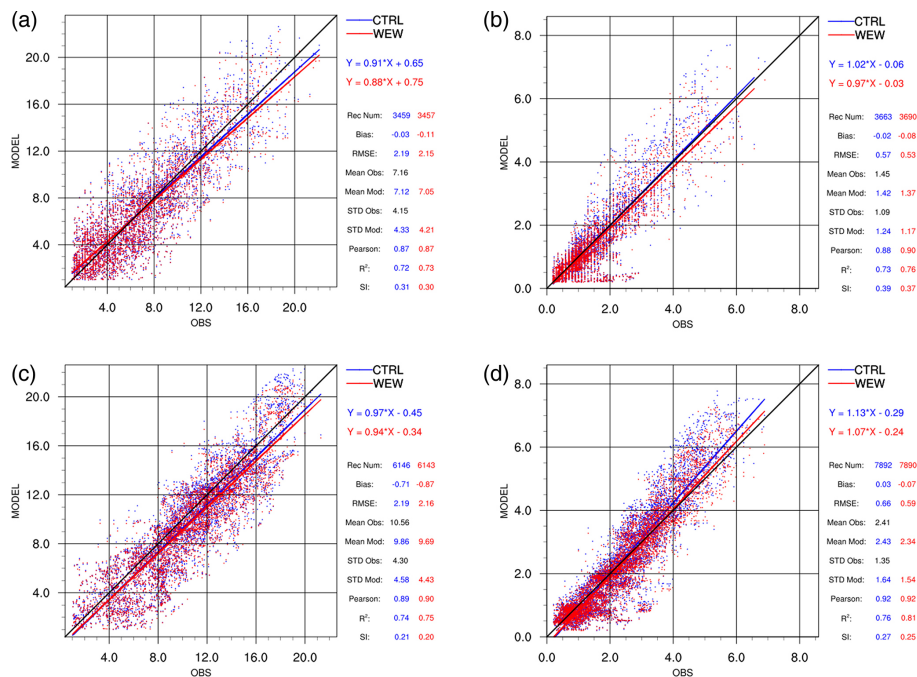 (a)
CTRL
WEW
Y = 0.91*X + 0.65
Y = 0.88*X + 0.75
Rec Num: 3459 3457
Bias: -0.03 -0.11
RMSE: 2.19 2.15
Mean Obs: 7.16
Mean Mod: 7.12 7.05
STD Obs: 4.15
STD Mod: 4.33 4.21
Pearson: 0.87 0.87
R²: 0.72 0.73
SI: 0.31 0.30
MODEL
20.0
16.0
12.0
8.0
4.0
4.0 8.0 12.0 16.0 20.0
OBS
(b)
CTRL
WEW
Y = 1.02*X - 0.06
Y = 0.97*X - 0.03
Rec Num: 3663 3690
Bias: -0.02 -0.08
RMSE: 0.57 0.53
Mean Obs: 1.45
Mean Mod: 1.42 1.37
STD Obs: 1.09
STD Mod: 1.24 1.17
Pearson: 0.88 0.90
R²: 0.73 0.76
SI: 0.39 0.37
MODEL
8.0
6.0
4.0
2.0
0.0
0.0 2.0 4.0 6.0 8.0
OBS
(c)
CTRL
WEW
Y = 0.97*X - 0.45
Y = 0.94*X - 0.34
Rec Num: 6146 6143
Bias: -0.71 -0.87
RMSE: 2.19 2.16
Mean Obs: 10.56
Mean Mod: 9.86 9.69
STD Obs: 4.30
STD Mod: 4.58 4.43
Pearson: 0.89 0.90
R²: 0.74 0.75
SI: 0.21 0.20
MODEL
20.0
16.0
12.0
8.0
4.0
4.0 8.0 12.0 16.0 20.0
OBS
(d)
CTRL
WEW
Y = 1.13*X - 0.29
Y = 1.07*X - 0.24
Rec Num: 7892 7890
Bias: 0.03 -0.07
RMSE: 0.66 0.59
Mean Obs: 2.41
Mean Mod: 2.43 2.34
STD Obs: 1.35
STD Mod: 1.64 1.54
Pearson: 0.92 0.92
R²: 0.76 0.81
SI: 0.27 0.25
MODEL
8.0
6.0
4.0
2.0
0.0
0.0 2.0 4.0 6.0 8.0
OBS